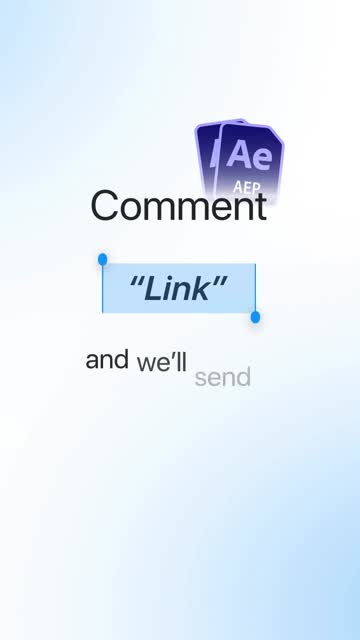 Ae
AEP
Comment
“Link”
and we’ll send